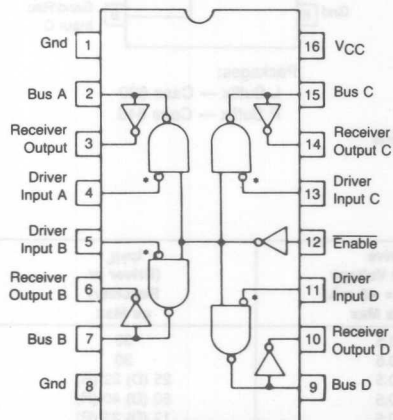 Gnd 1
Bus A 2
Receiver
Output 3
Driver
Input A 4
Driver
Input B 5
Receiver
Output B 6
Bus B 7
Gnd 8
16 VCC
15 Bus C
14 Receiver
Output C
13 Driver
Input C
12 Enable
11 Driver
Input D
10 Receiver
Output D
9 Bus D